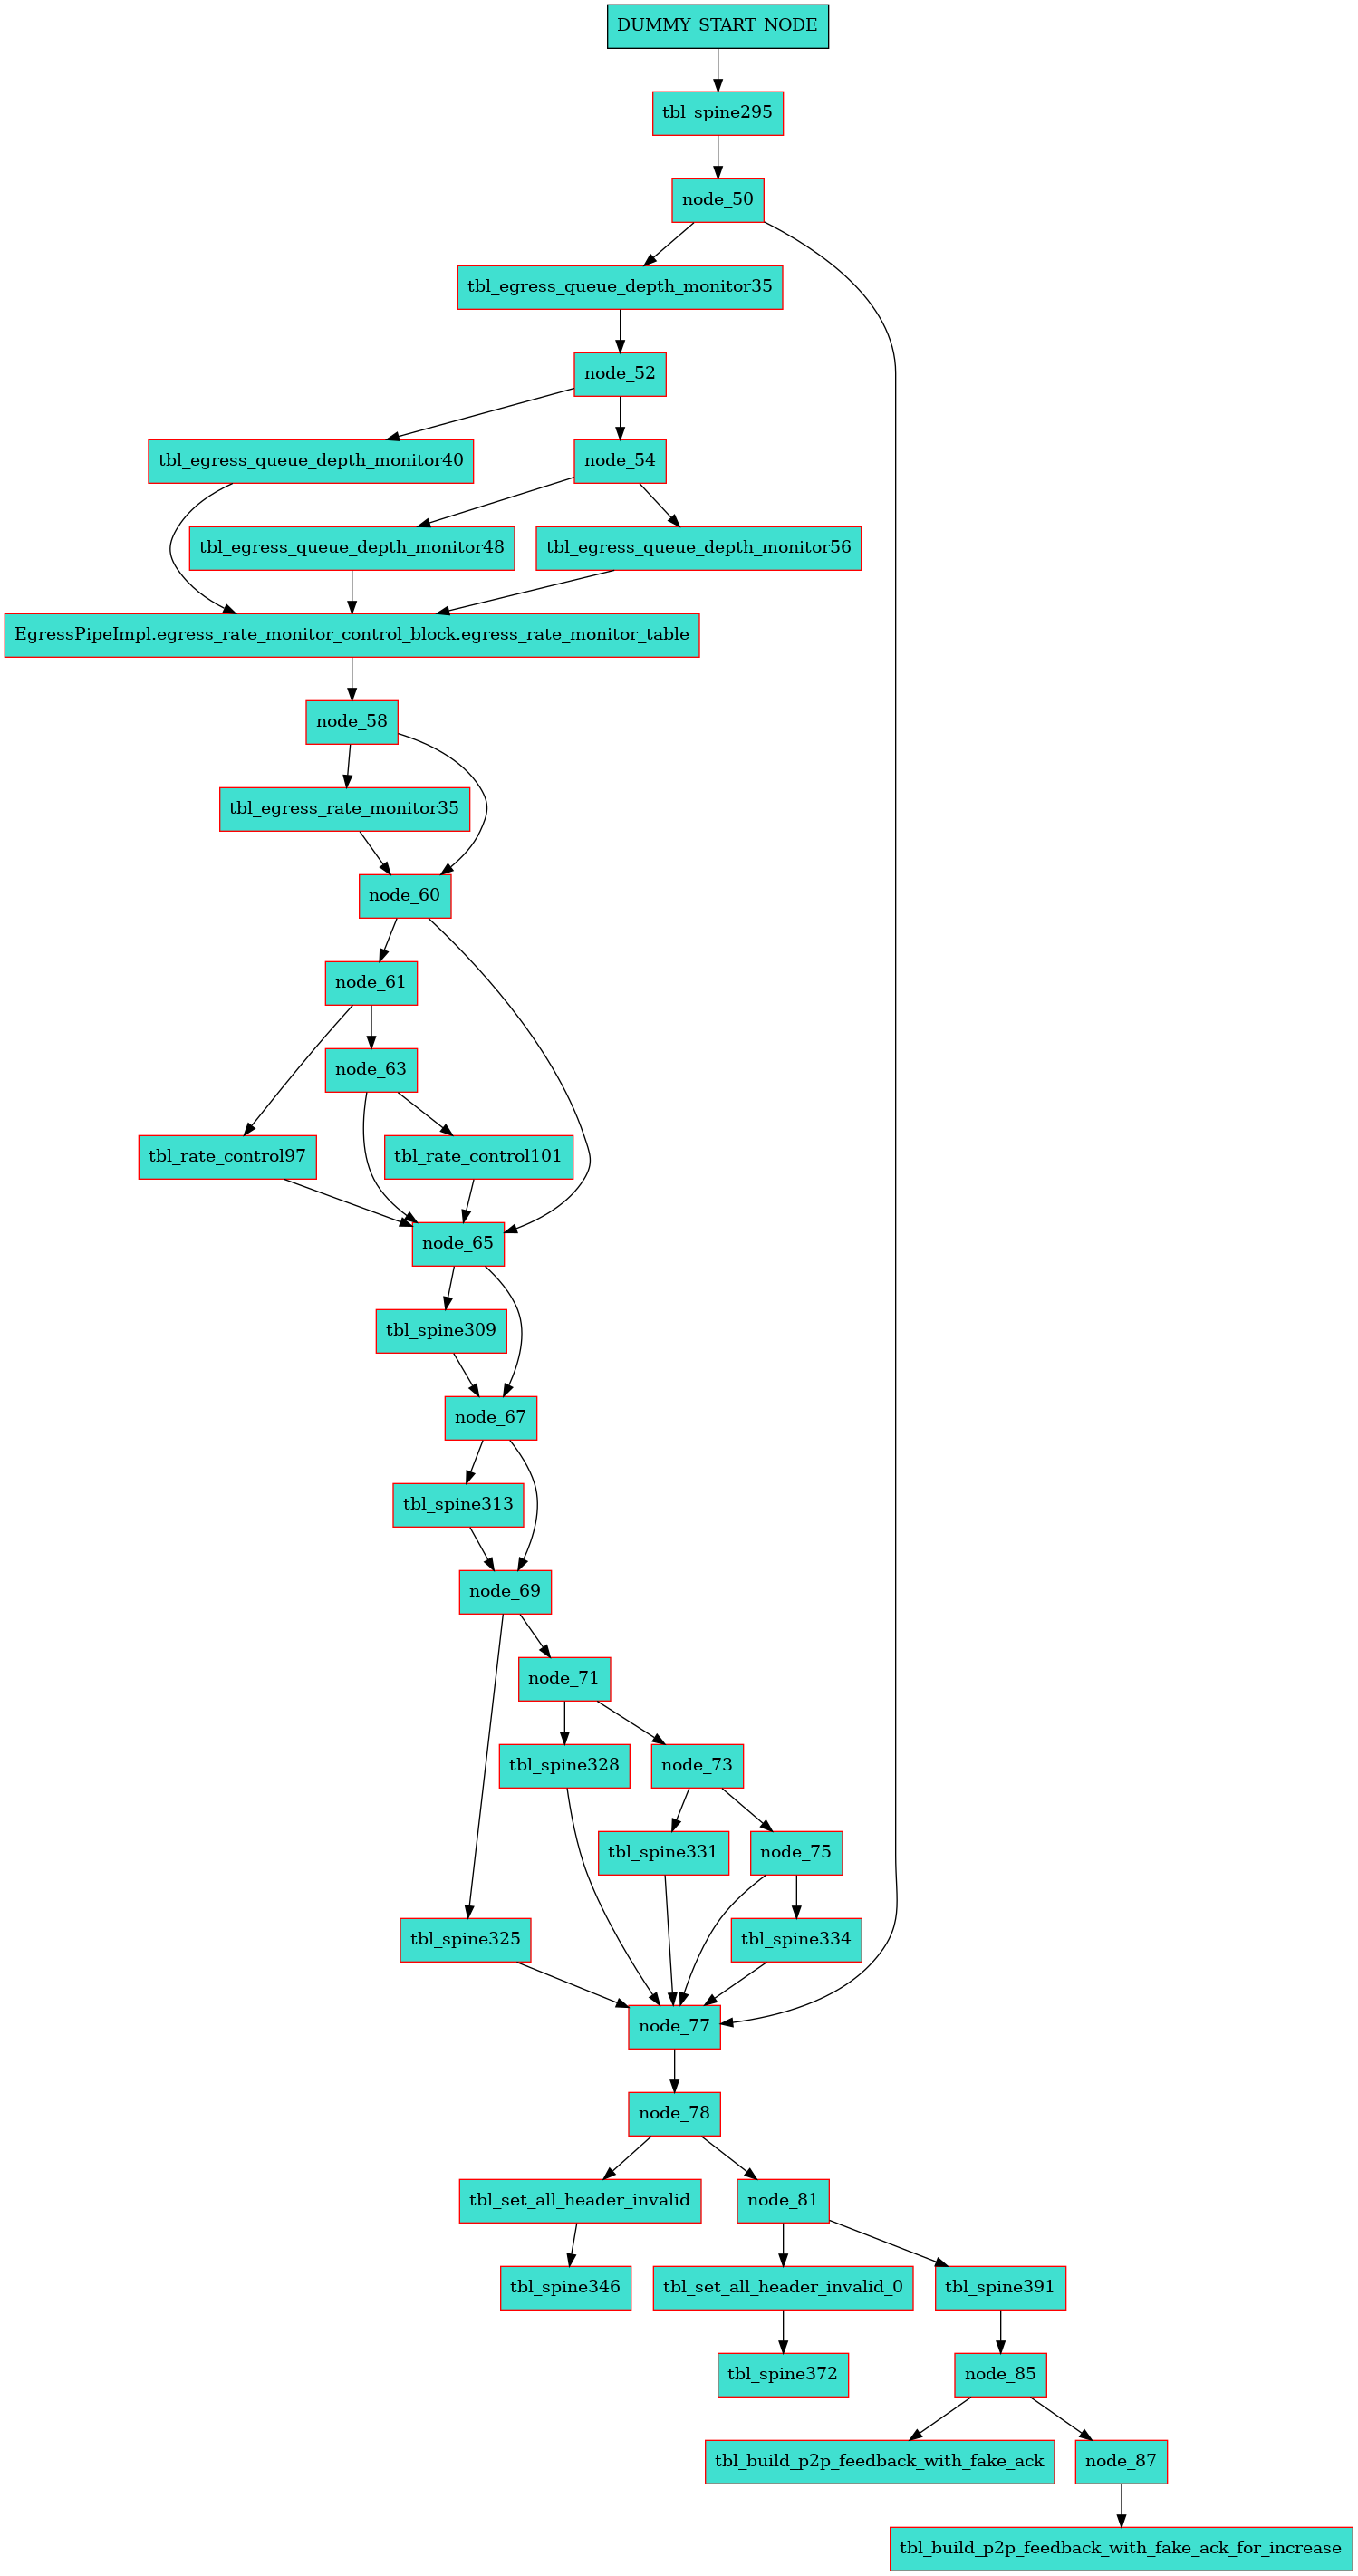 DUMMY_START_NODE
tbl_spine295
node_50
tbl_egress_queue_depth_monitor35
node_52
tbl_egress_queue_depth_monitor40
node_54
tbl_egress_queue_depth_monitor48
tbl_egress_queue_depth_monitor56
EgressPipeImpl.egress_rate_monitor_control_block.egress_rate_monitor_table
node_58
tbl_egress_rate_monitor35
node_60
node_61
node_63
tbl_rate_control97
tbl_rate_control101
node_65
tbl_spine309
node_67
tbl_spine313
node_69
node_71
tbl_spine328
node_73
tbl_spine331
node_75
tbl_spine325
tbl_spine334
node_77
node_78
tbl_set_all_header_invalid
node_81
tbl_spine346
tbl_set_all_header_invalid_0
tbl_spine391
tbl_spine372
node_85
tbl_build_p2p_feedback_with_fake_ack
node_87
tbl_build_p2p_feedback_with_fake_ack_for_increase